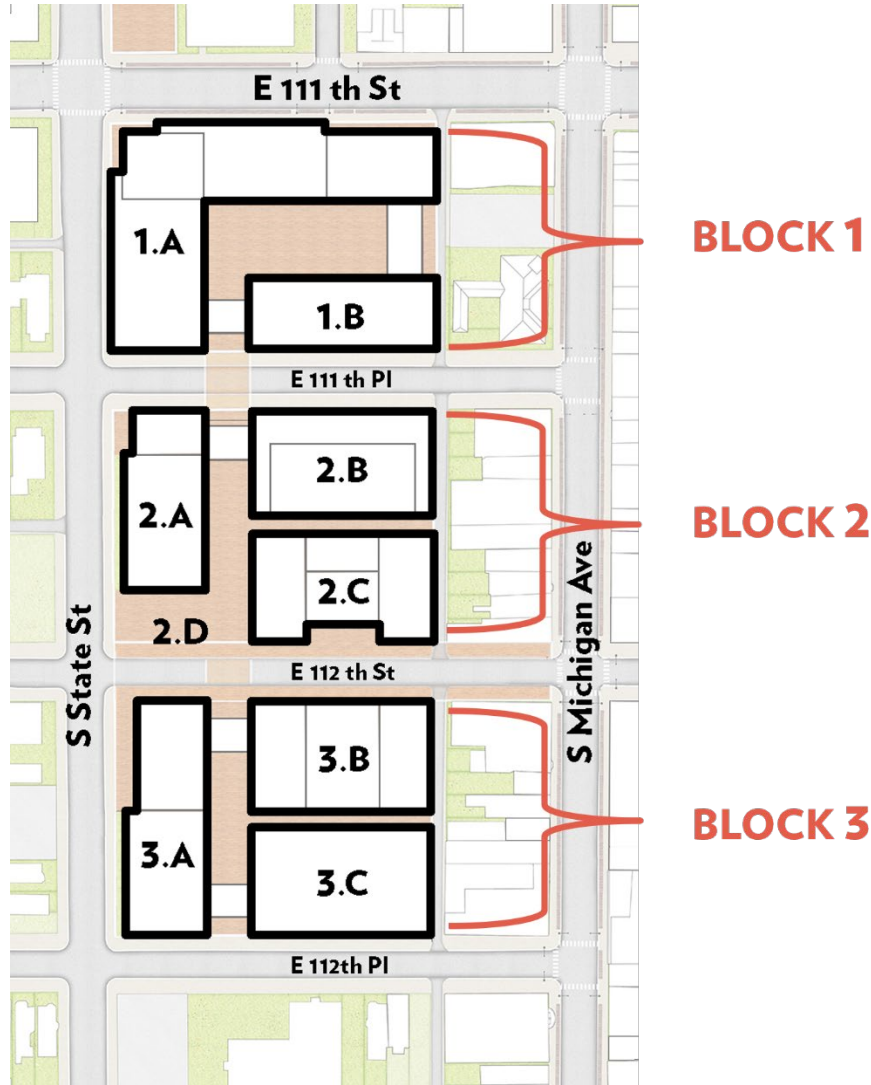 E 111 th St
1.A
1.B
BLOCK 1
E 111 th Pl
2.A
2.B
2.C
2.D
BLOCK 2
E 112 th St
S State St
S Michigan Ave
3.A
3.B
3.C
BLOCK 3
E 112th Pl